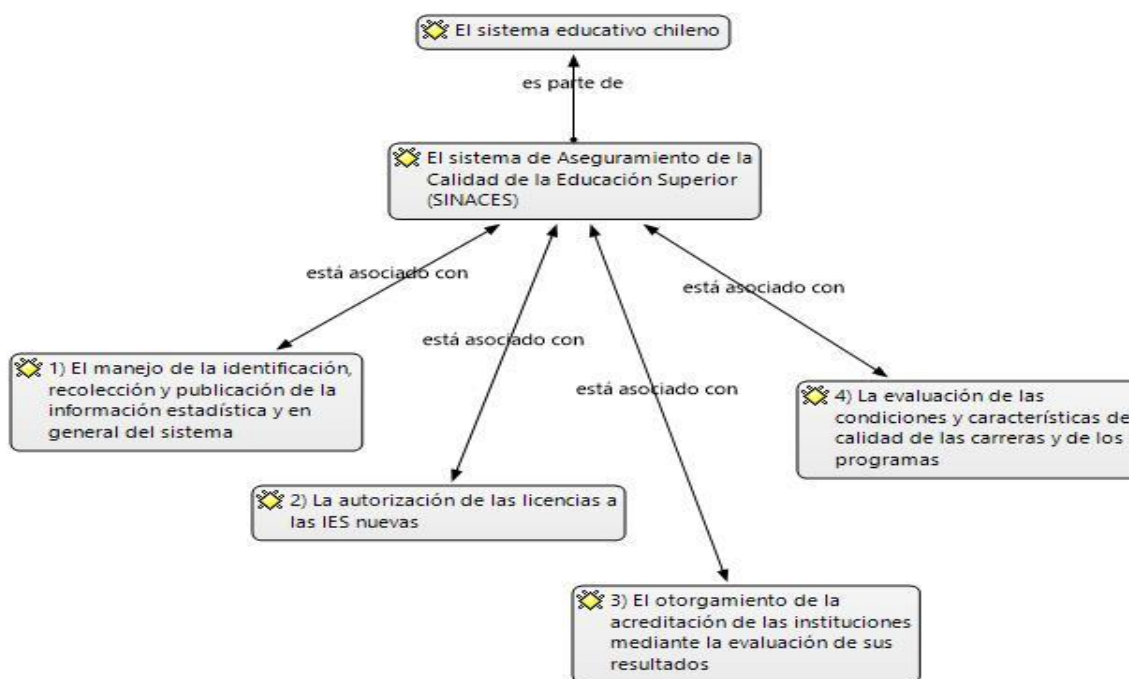 El sistema educativo chileno
es parte de
El sistema de Aseguramiento de la
Calidad de la Educación Superior
(SINACES)
está asociado con
está asociado con
está asociado con
está asociado con
1) El manejo de la identificación,
recolección y publicación de la
información estadística y en
general del sistema
2) La autorización de las licencias a
las IES nuevas
3) El otorgamiento de la
acreditación de las instituciones
mediante la evaluación de sus
resultados
4) La evaluación de las
condiciones y características de
calidad de las carreras y de los
programas